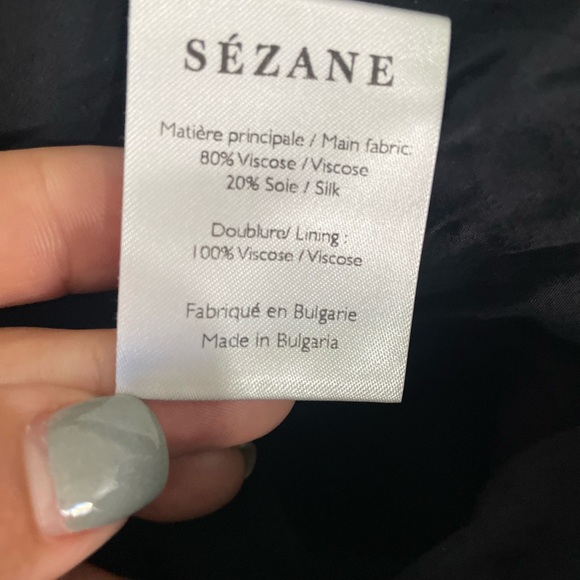 SÉZANE
Matière principale / Main fabric:
80% Viscose / Viscose
20% Soie / Silk
Doublure/ Lining :
100% Viscose / Viscose
Fabriqué en Bulgarie
Made in Bulgaria